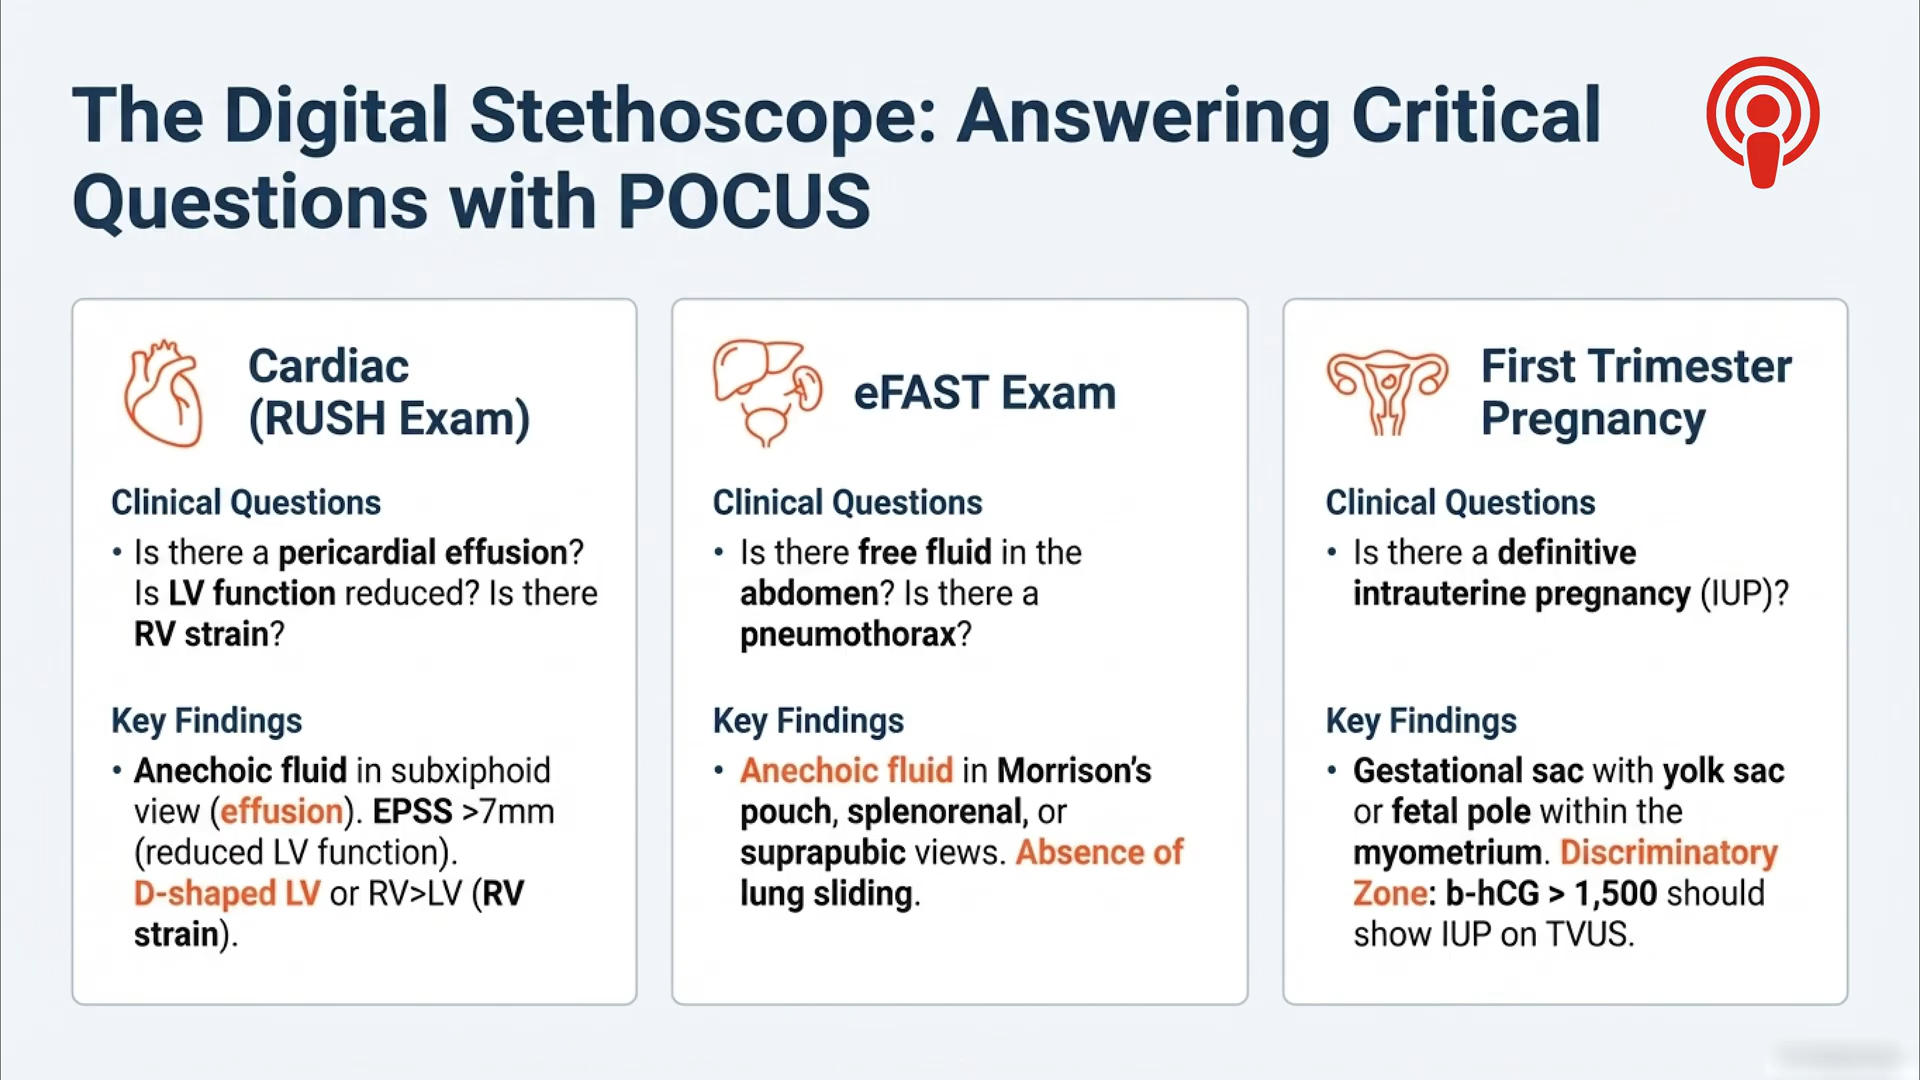 The Digital Stethoscope: Answering Critical
Questions with POCUS
Cardiac
(RUSH Exam)
Clinical Questions
• Is there a pericardial effusion?
Is LV function reduced? Is there
RV strain?
Key Findings
• Anechoic fluid in subxiphoid
view (effusion). EPSS >7mm
(reduced LV function).
D-shaped LV or RV>LV (RV
strain).
eFAST Exam
Clinical Questions
• Is there free fluid in the
abdomen? Is there a
pneumothorax?
Key Findings
• Anechoic fluid in Morrison's
pouch, splenorenal, or
suprapubic views. Absence of
lung sliding.
First Trimester
Pregnancy
Clinical Questions
• Is there a definitive
intrauterine pregnancy (IUP)?
Key Findings
• Gestational sac with yolk sac
or fetal pole within the
myometrium. Discriminatory
Zone: b-hCG > 1,500 should
show IUP on TVUS.